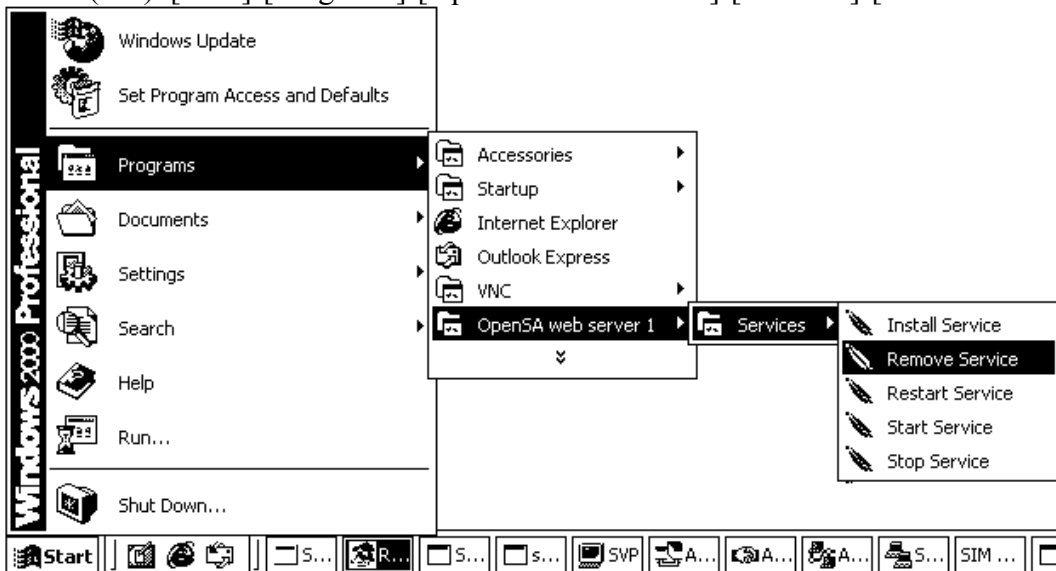 Windows Update
Set Program Access and Defaults
Programs
Documents
Settings
Search
Help
Run...
Shut Down...
Windows 2000 Professional
Accessories
Startup
Internet Explorer
Outlook Express
VNC
OpenSA web server 1
Services
Install Service
Remove Service
Restart Service
Start Service
Stop Service
Start S... R... S... s... SVP A... A... A... S... SIM ...